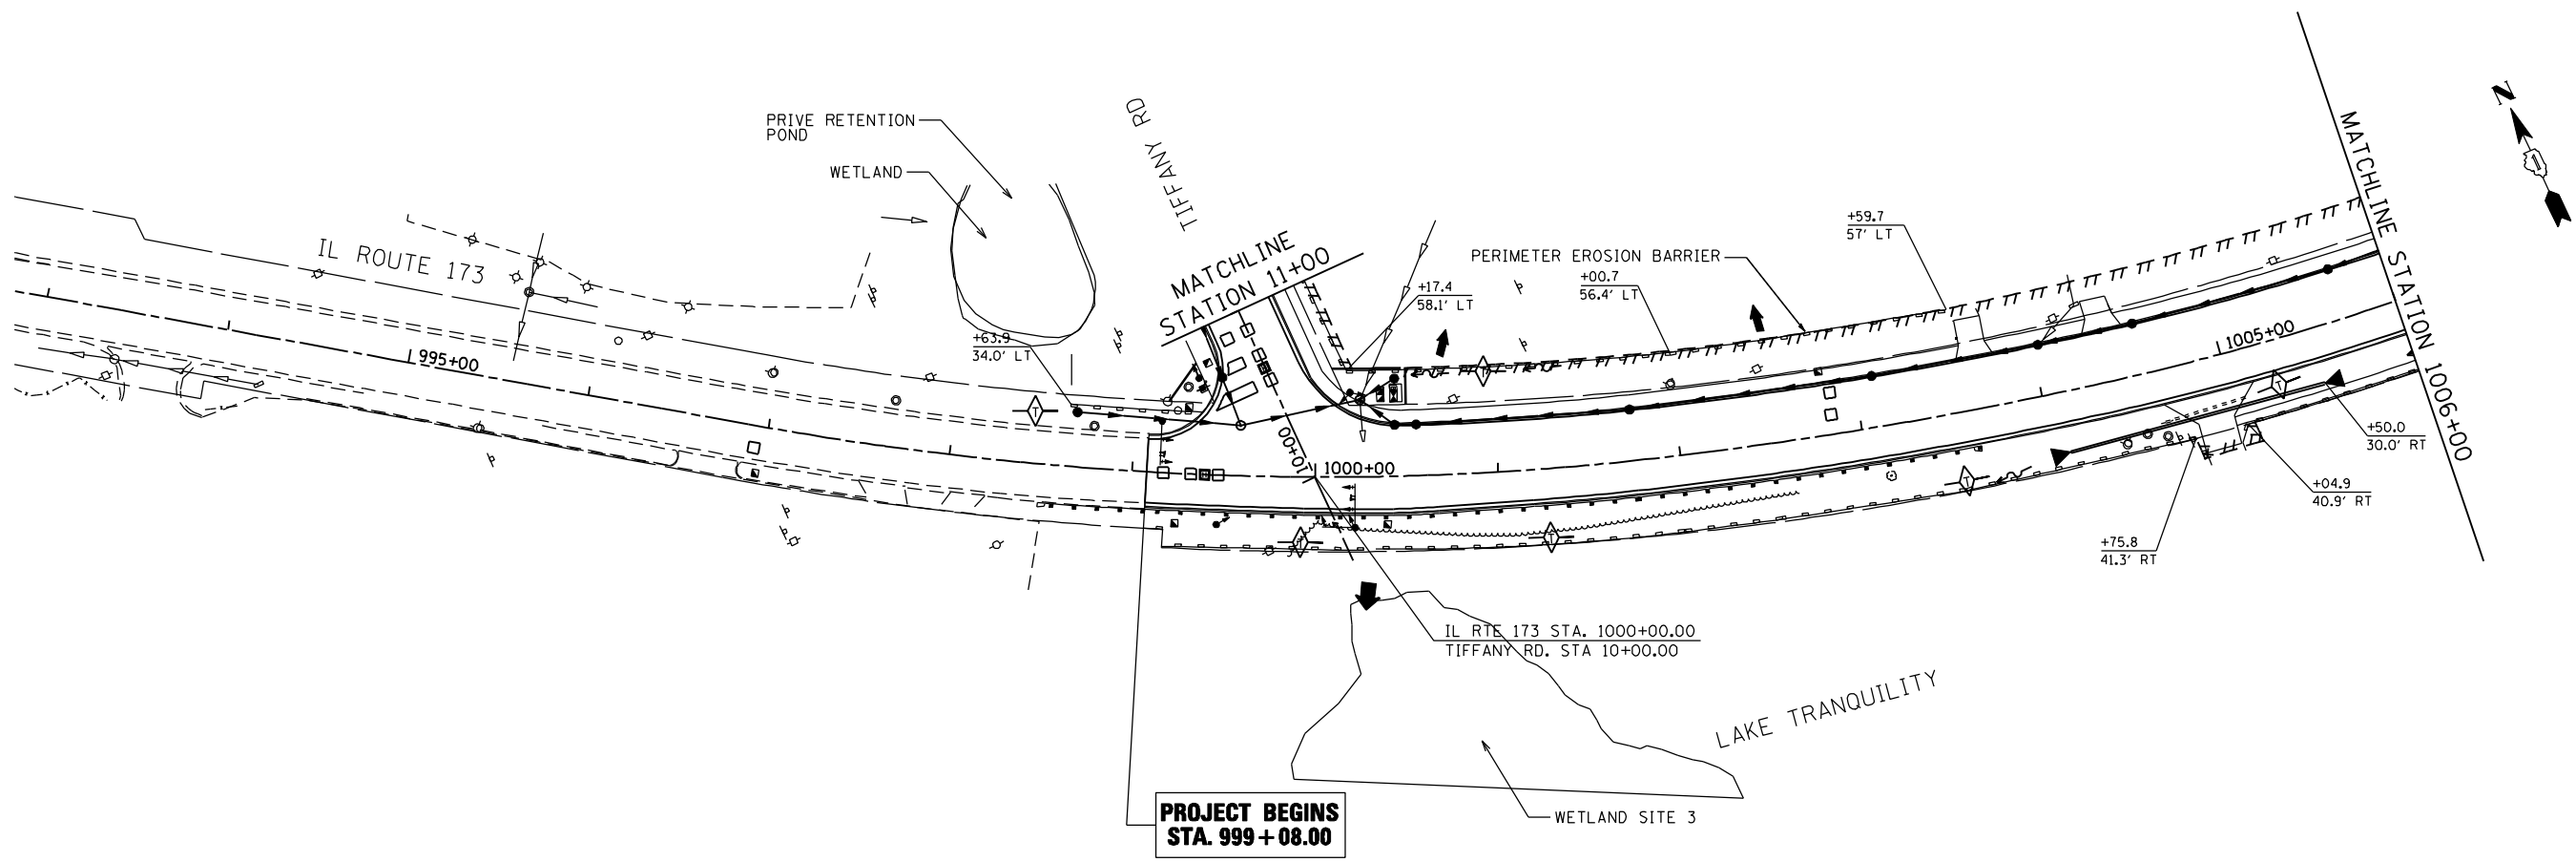 PRIVE RETENTION
POND
WETLAND
TIFFANY RD
IL ROUTE 173
MATCHLINE
STATION 11+00
N
MATCHLINE STATION 1006+00
+59.7
57' LT
PERIMETER EROSION BARRIER
+00.7
56.4' LT
+17.4
58.1' LT
+63.9
34.0' LT
995+00
10+00
1000+00
1005+00
T
T
T
T
T
T
+50.0
30.0' RT
+04.9
40.9' RT
+75.8
41.3' RT
IL RTE 173 STA. 1000+00.00
TIFFANY RD. STA 10+00.00
LAKE TRANQUILITY
WETLAND SITE 3
PROJECT BEGINS
STA. 999+08.00